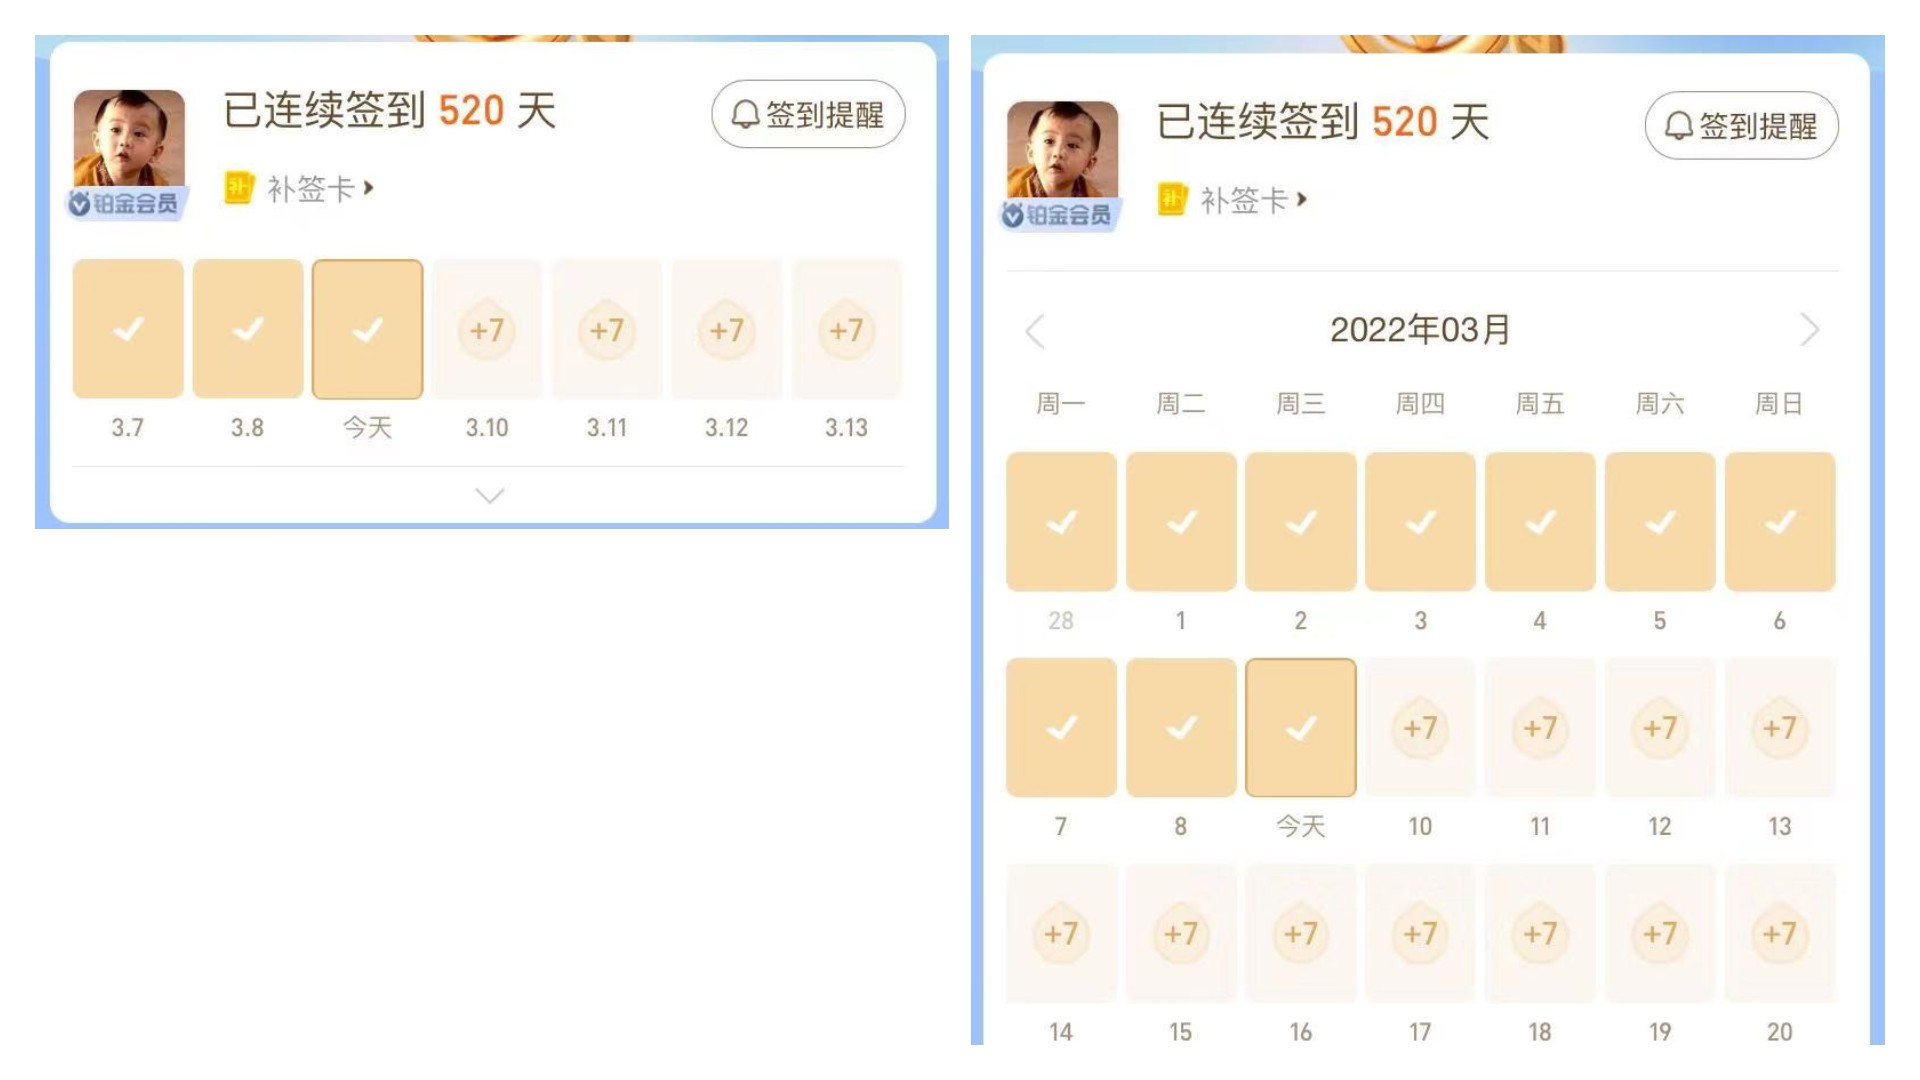 已连续签到 520 天
签到提醒
补 补签卡
铂金会员
+7 +7 +7 +7
3.7 3.8 今天 3.10 3.11 3.12 3.13
已连续签到 520 天
签到提醒
补 补签卡
铂金会员
2022年03月
周一 周二 周三 周四 周五 周六 周日
28 1 2 3 4 5 6
+7 +7 +7 +7
7 8 今天 10 11 12 13
+7 +7 +7 +7 +7 +7 +7
14 15 16 17 18 19 20